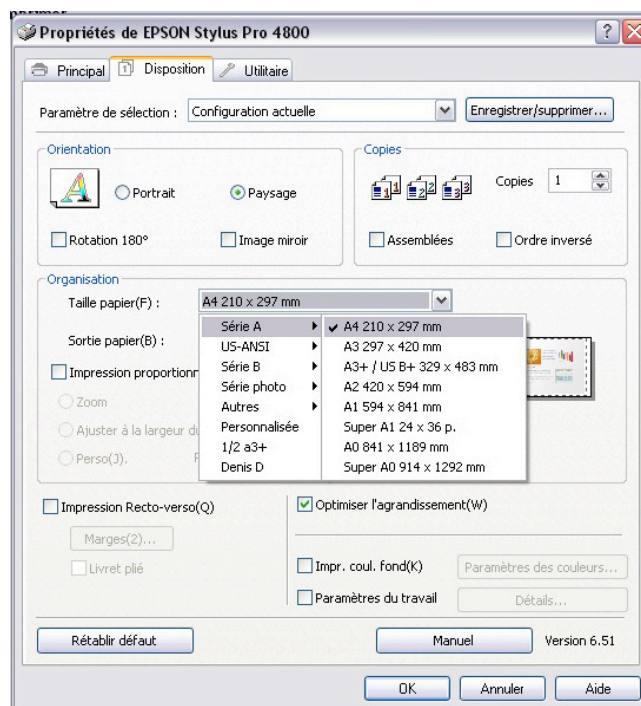 Propriétés de EPSON Stylus Pro 4800
Principal
Disposition
Utilitaire
Paramètre de sélection :
Configuration actuelle
Enregistrer/supprimer...
Orientation
Portrait
Paysage
Rotation 180°
Image miroir
Copies
Copies
1
Assemblées
Ordre inversé
Organisation
Taille papier(F) :
A4 210 x 297 mm
Sortie papier(B) :
Impression proportionr
Zoom
Ajuster à la largeur du
Perso(J).
Série A
US-ANSI
Série B
Série photo
Autres
Personnalisée
1/2 a3+
Denis D
A4 210 x 297 mm
A3 297 x 420 mm
A3+ / US B+ 329 x 483 mm
A2 420 x 594 mm
A1 594 x 841 mm
Super A1 24 x 36 p.
A0 841 x 1189 mm
Super A0 914 x 1292 mm
Impression Recto-verso(Q)
Marges(2)...
Livret plié
Optimiser l'agrandissement(W)
Impr. coul. fond(K)
Paramètres des couleurs...
Paramètres du travail
Détails...
Rétablir défaut
Manuel
Version 6.51
OK
Annuler
Aide